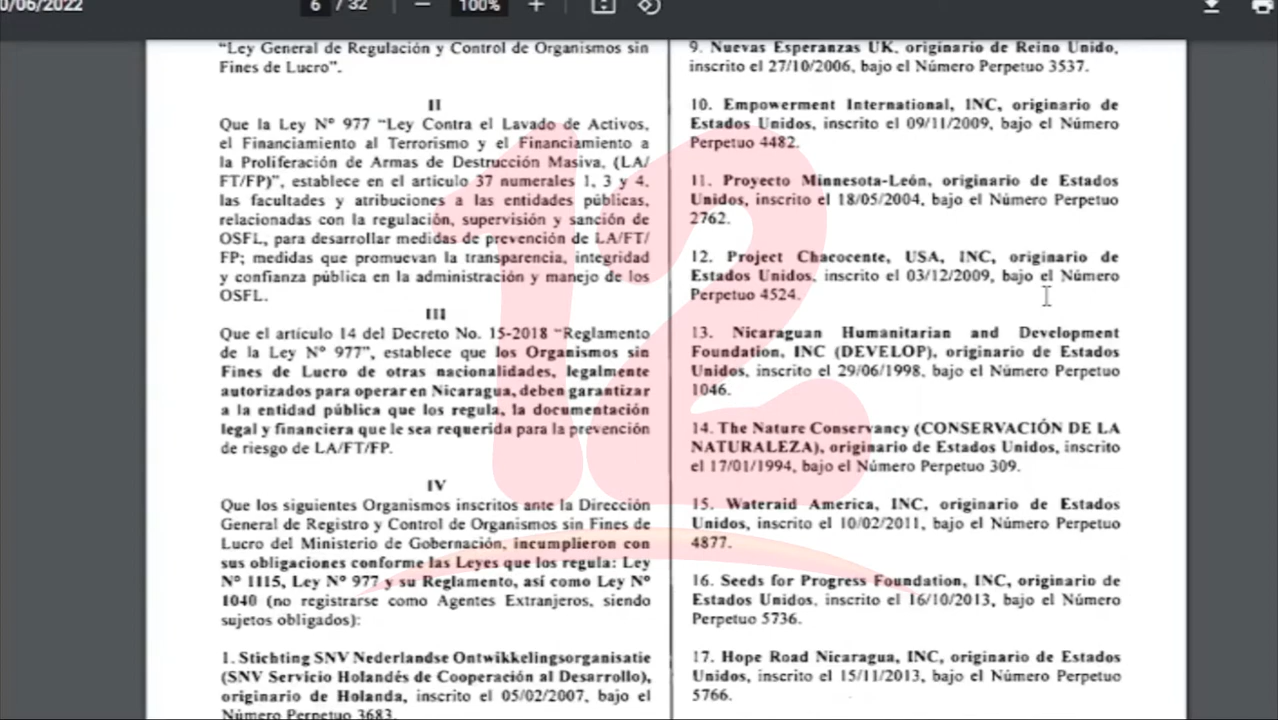 0/06/2022
6 / 32
100%
“Ley General de Regulación y Control de Organismos sin
Fines de Lucro”.
II
Que la Ley N° 977 “Ley Contra el Lavado de Activos,
el Financiamiento al Terrorismo y el Financiamiento a
la Proliferación de Armas de Destrucción Masiva, (LA/
FT/FP)”, establece en el artículo 37 numerales 1, 3 y 4,
las facultades y atribuciones a las entidades públicas,
relacionadas con la regulación, supervisión y sanción de
OSFL, para desarrollar medidas de prevención de LA/FT/
FP; medidas que promuevan la transparencia, integridad
y confianza pública en la administración y manejo de los
OSFL.
III
Que el artículo 14 del Decreto No. 15-2018 “Reglamento
de la Ley N° 977”, establece que los Organismos sin
Fines de Lucro de otras nacionalidades, legalmente
autorizados para operar en Nicaragua, deben garantizar
a la entidad pública que los regula, la documentación
legal y financiera que le sea requerida para la prevención
de riesgo de LA/FT/FP.
IV
Que los siguientes Organismos inscritos ante la Dirección
General de Registro y Control de Organismos sin Fines de
Lucro del Ministerio de Gobernación, incumplieron con
sus obligaciones conforme las Leyes que los regula: Ley
N° 1115, Ley N° 977 y su Reglamento, así como Ley N°
1040 (no registrarse como Agentes Extranjeros, siendo
sujetos obligados):
1. Stichting SNV Nederlandse Ontwikkelingsorganisatie
(SNV Servicio Holandés de Cooperación al Desarrollo),
originario de Holanda, inscrito el 05/02/2007, bajo el
Número Perpetuo 3683.
9. Nuevas Esperanzas UK, originario de Reino Unido,
inscrito el 27/10/2006, bajo el Número Perpetuo 3537.
10. Empowerment International, INC, originario de
Estados Unidos, inscrito el 09/11/2009, bajo el Número
Perpetuo 4482.
11. Proyecto Minnesota-León, originario de Estados
Unidos, inscrito el 18/05/2004, bajo el Número Perpetuo
2762.
12. Project Chacocente, USA, INC, originario de
Estados Unidos, inscrito el 03/12/2009, bajo el Número
Perpetuo 4524.
13. Nicaraguan Humanitarian and Development
Foundation, INC (DEVELOP), originario de Estados
Unidos, inscrito el 29/06/1998, bajo el Número Perpetuo
1046.
14. The Nature Conservancy (CONSERVACIÓN DE LA
NATURALEZA), originario de Estados Unidos, inscrito
el 17/01/1994, bajo el Número Perpetuo 309.
15. Wateraid America, INC, originario de Estados
Unidos, inscrito el 10/02/2011, bajo el Número Perpetuo
4877.
16. Seeds for Progress Foundation, INC, originario de
Estados Unidos, inscrito el 16/10/2013, bajo el Número
Perpetuo 5736.
17. Hope Road Nicaragua, INC, originario de Estados
Unidos, inscrito el 15/11/2013, bajo el Número Perpetuo
5766.
12